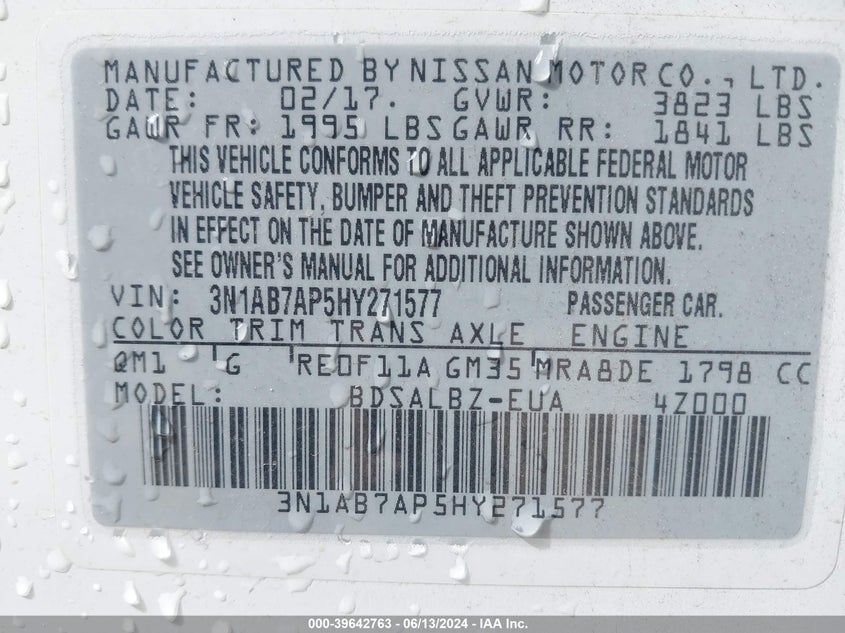 MANUFACTURED BY NISSAN MOTOR CO., LTD.
DATE: 02/17. GVWR: 3823 LBS
GAWR FR: 1995 LBS GAWR RR: 1841 LBS
THIS VEHICLE CONFORMS TO ALL APPLICABLE FEDERAL MOTOR
VEHICLE SAFETY, BUMPER AND THEFT PREVENTION STANDARDS
IN EFFECT ON THE DATE OF MANUFACTURE SHOWN ABOVE.
SEE OWNER'S MANUAL FOR ADDITIONAL INFORMATION.
VIN: 3N1AB7AP5HY271577 PASSENGER CAR.
COLOR TRIM TRANS AXLE ENGINE
QM1 G RE0F11A GM35 MRA8DE 1798 CC
MODEL: BDSALBZ-EUA 4Z000
3N1AB7AP5HY271577
000-39642763 - 06/13/2024 - IAA Inc.